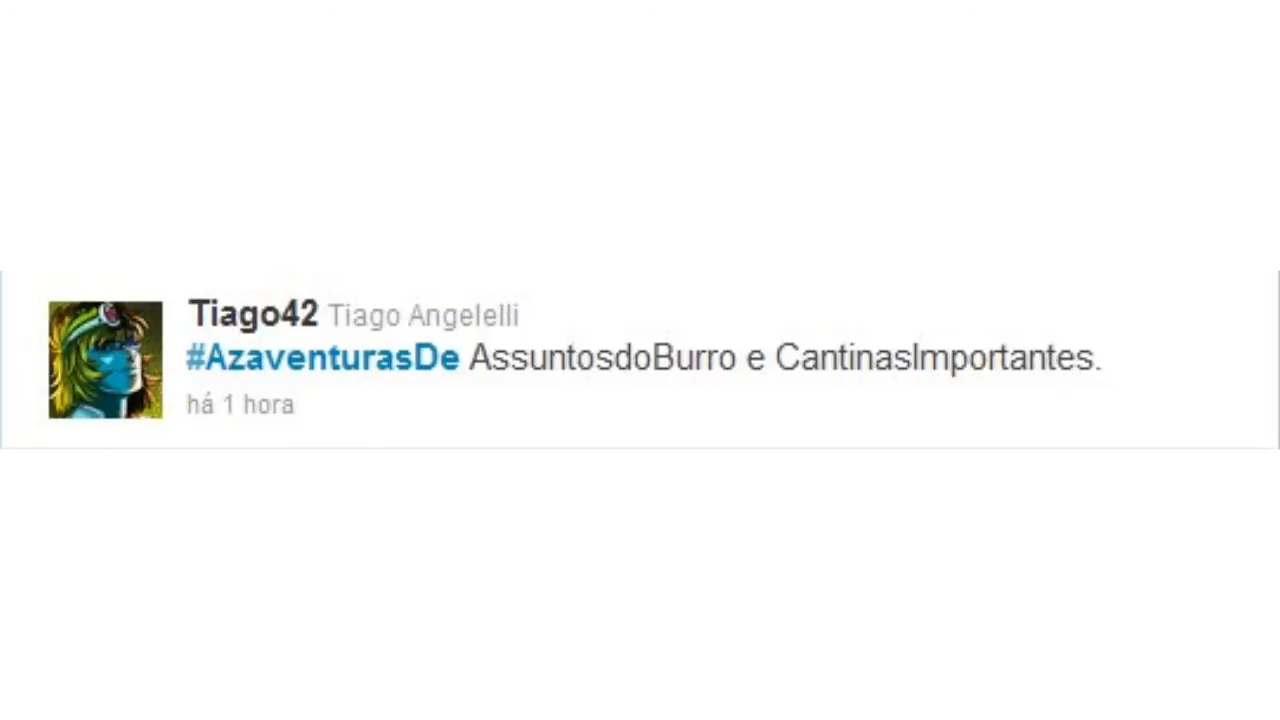 Tiago42 Tiago Angelelli
#AzaventurasDe AssuntosdoBurro e CantinasImportantes.
há 1 hora